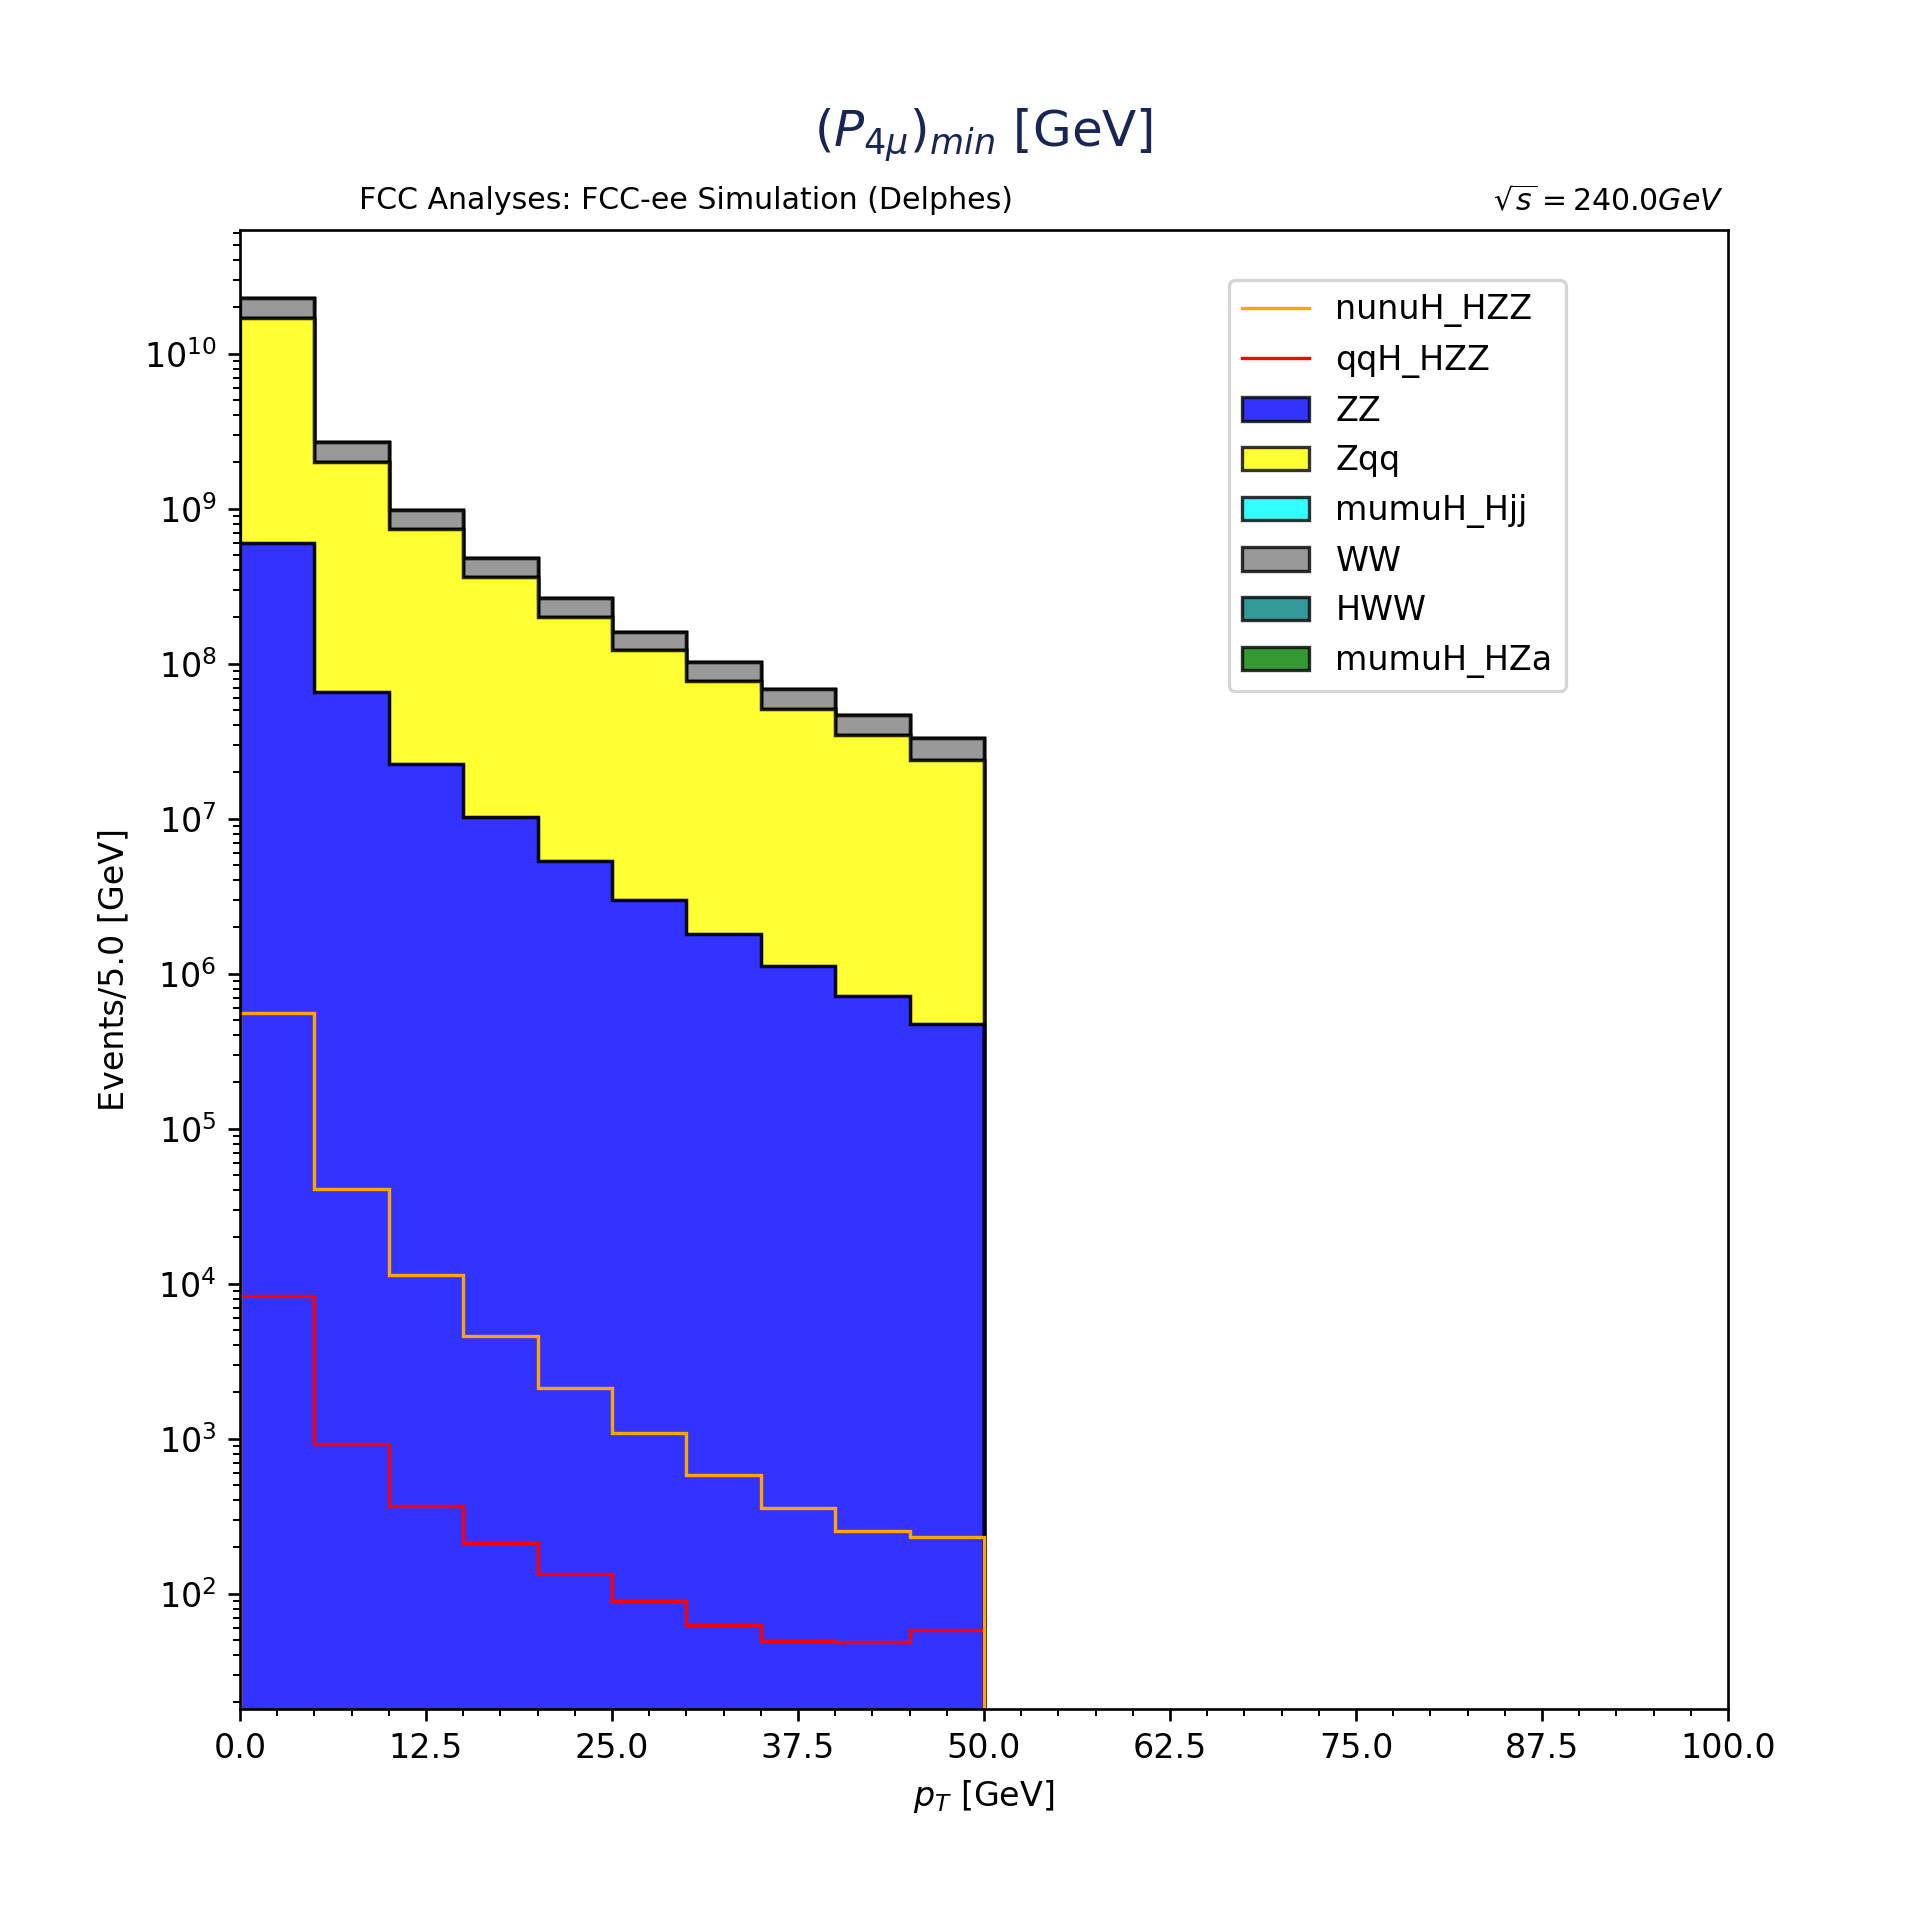 (P4μ)min [GeV]
FCC Analyses: FCC-ee Simulation (Delphes)
√s = 240.0GeV
nunuH_HZZ
qqH_HZZ
ZZ
Zqq
mumuH_Hjj
WW
HWW
mumuH_HZa
10^10
10^9
10^8
10^7
10^6
10^5
10^4
10^3
10^2
Events/5.0 [GeV]
0.0 12.5 25.0 37.5 50.0 62.5 75.0 87.5 100.0
pT [GeV]